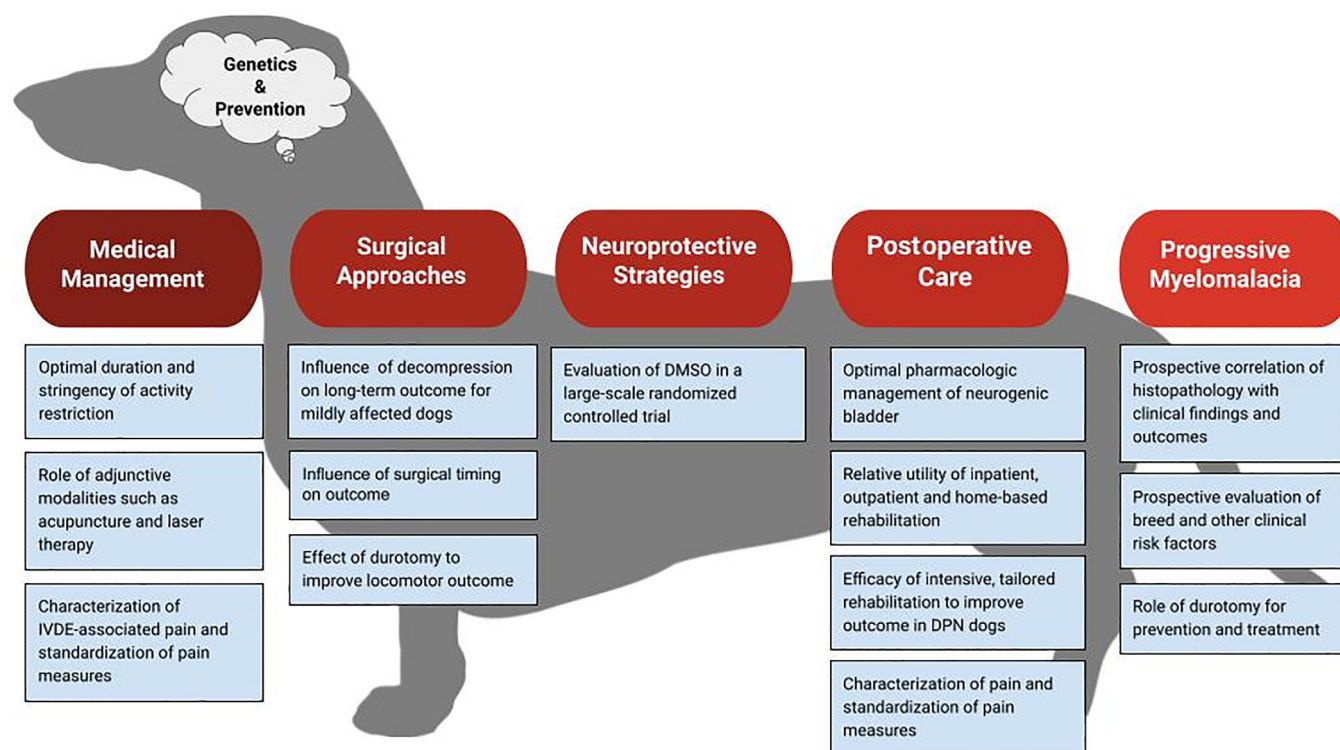 Genetics
&
Prevention
Medical
Management
Optimal duration and
stringency of activity
restriction
Role of adjunctive
modalities such as
acupuncture and laser
therapy
Characterization of
IVDE-associated pain and
standardization of pain
measures
Surgical
Approaches
Influence of decompression
on long-term outcome for
mildly affected dogs
Influence of surgical timing
on outcome
Effect of durotomy to
improve locomotor outcome
Neuroprotective
Strategies
Evaluation of DMSO in a
large-scale randomized
controlled trial
Postoperative
Care
Optimal pharmacologic
management of neurogenic
bladder
Relative utility of inpatient,
outpatient and home-based
rehabilitation
Efficacy of intensive, tailored
rehabilitation to improve
outcome in DPN dogs
Characterization of pain and
standardization of pain
measures
Progressive
Myelomalacia
Prospective correlation of
histopathology with
clinical findings and
outcomes
Prospective evaluation of
breed and other clinical
risk factors
Role of durotomy for
prevention and treatment